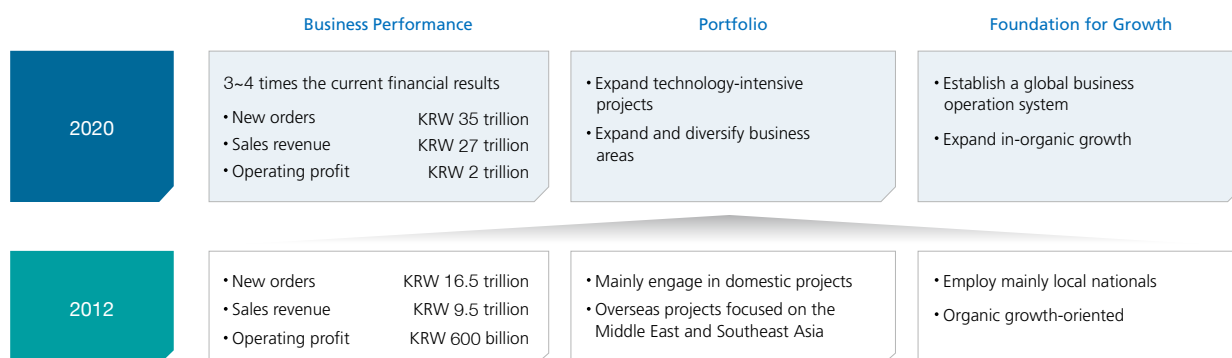 Business Performance
Portfolio
Foundation for Growth
2020
3~4 times the current financial results
• New orders KRW 35 trillion
• Sales revenue KRW 27 trillion
• Operating profit KRW 2 trillion
• Expand technology-intensive
projects
• Expand and diversify business
areas
• Establish a global business
operation system
• Expand in-organic growth
2012
• New orders KRW 16.5 trillion
• Sales revenue KRW 9.5 trillion
• Operating profit KRW 600 billion
• Mainly engage in domestic projects
• Overseas projects focused on the
Middle East and Southeast Asia
• Employ mainly local nationals
• Organic growth-oriented